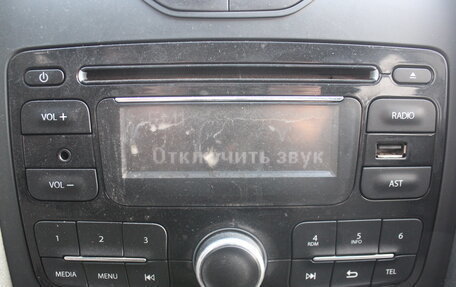 VOL +
RADIO
Отключить звук
VOL −
AST
1 2 3
4 RDM 5 INFO 6
MEDIA MENU
TEL